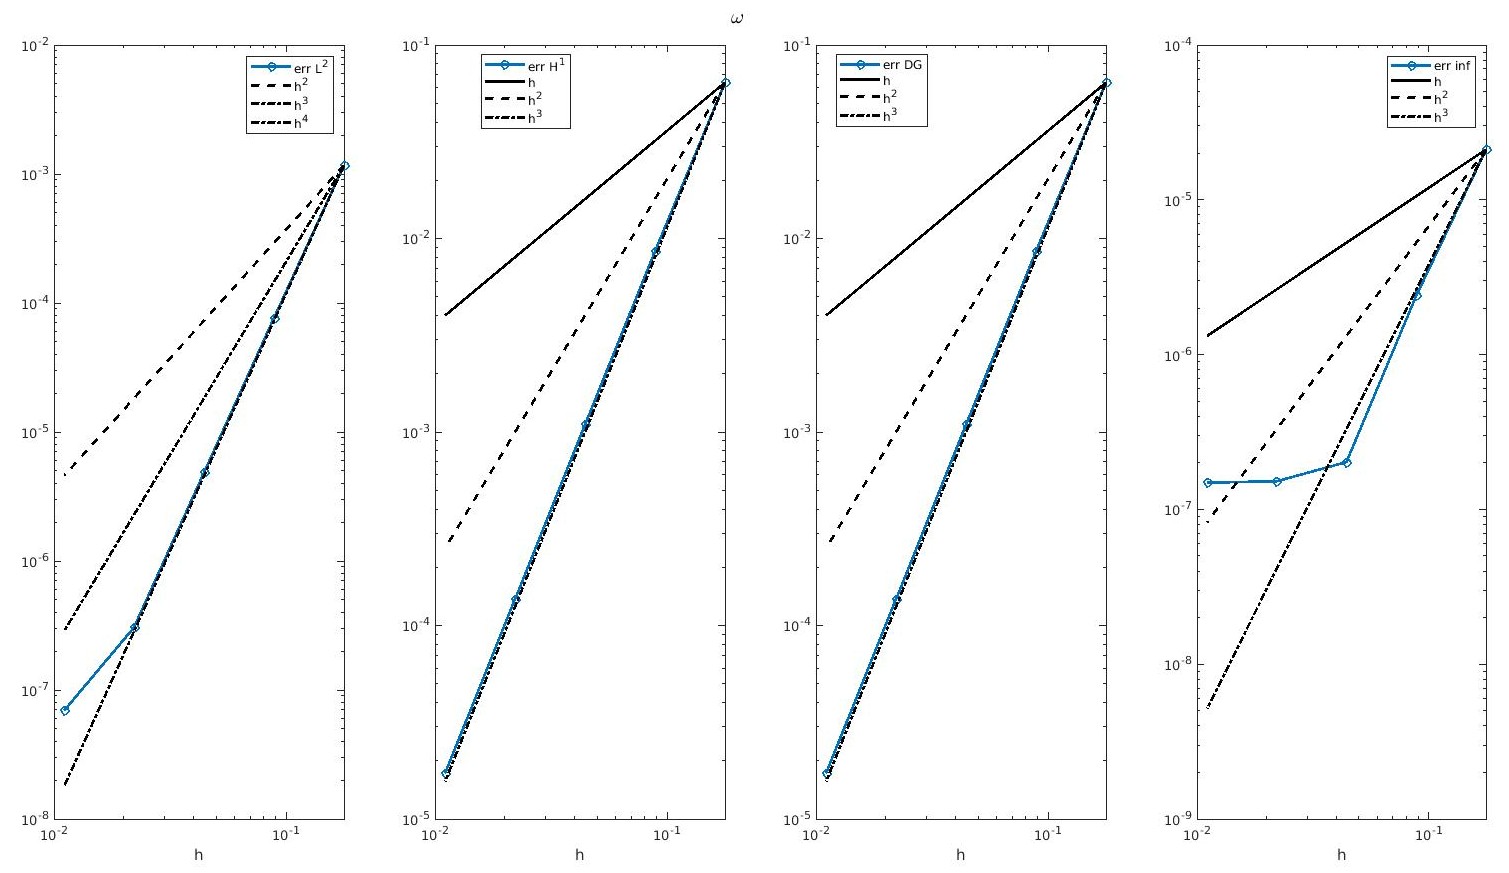 ω
10⁻²
10⁻³
10⁻⁴
10⁻⁵
10⁻⁶
10⁻⁷
10⁻⁸
err L²
h²
h³
h⁴
10⁻² 10⁻¹
h
10⁻¹
10⁻²
10⁻³
10⁻⁴
10⁻⁵
err H¹
h
h²
h³
10⁻² 10⁻¹
h
10⁻¹
10⁻²
10⁻³
10⁻⁴
10⁻⁵
err DG
h
h²
h³
10⁻² 10⁻¹
h
10⁻⁴
10⁻⁵
10⁻⁶
10⁻⁷
10⁻⁸
10⁻⁹
err inf
h
h²
h³
10⁻² 10⁻¹
h